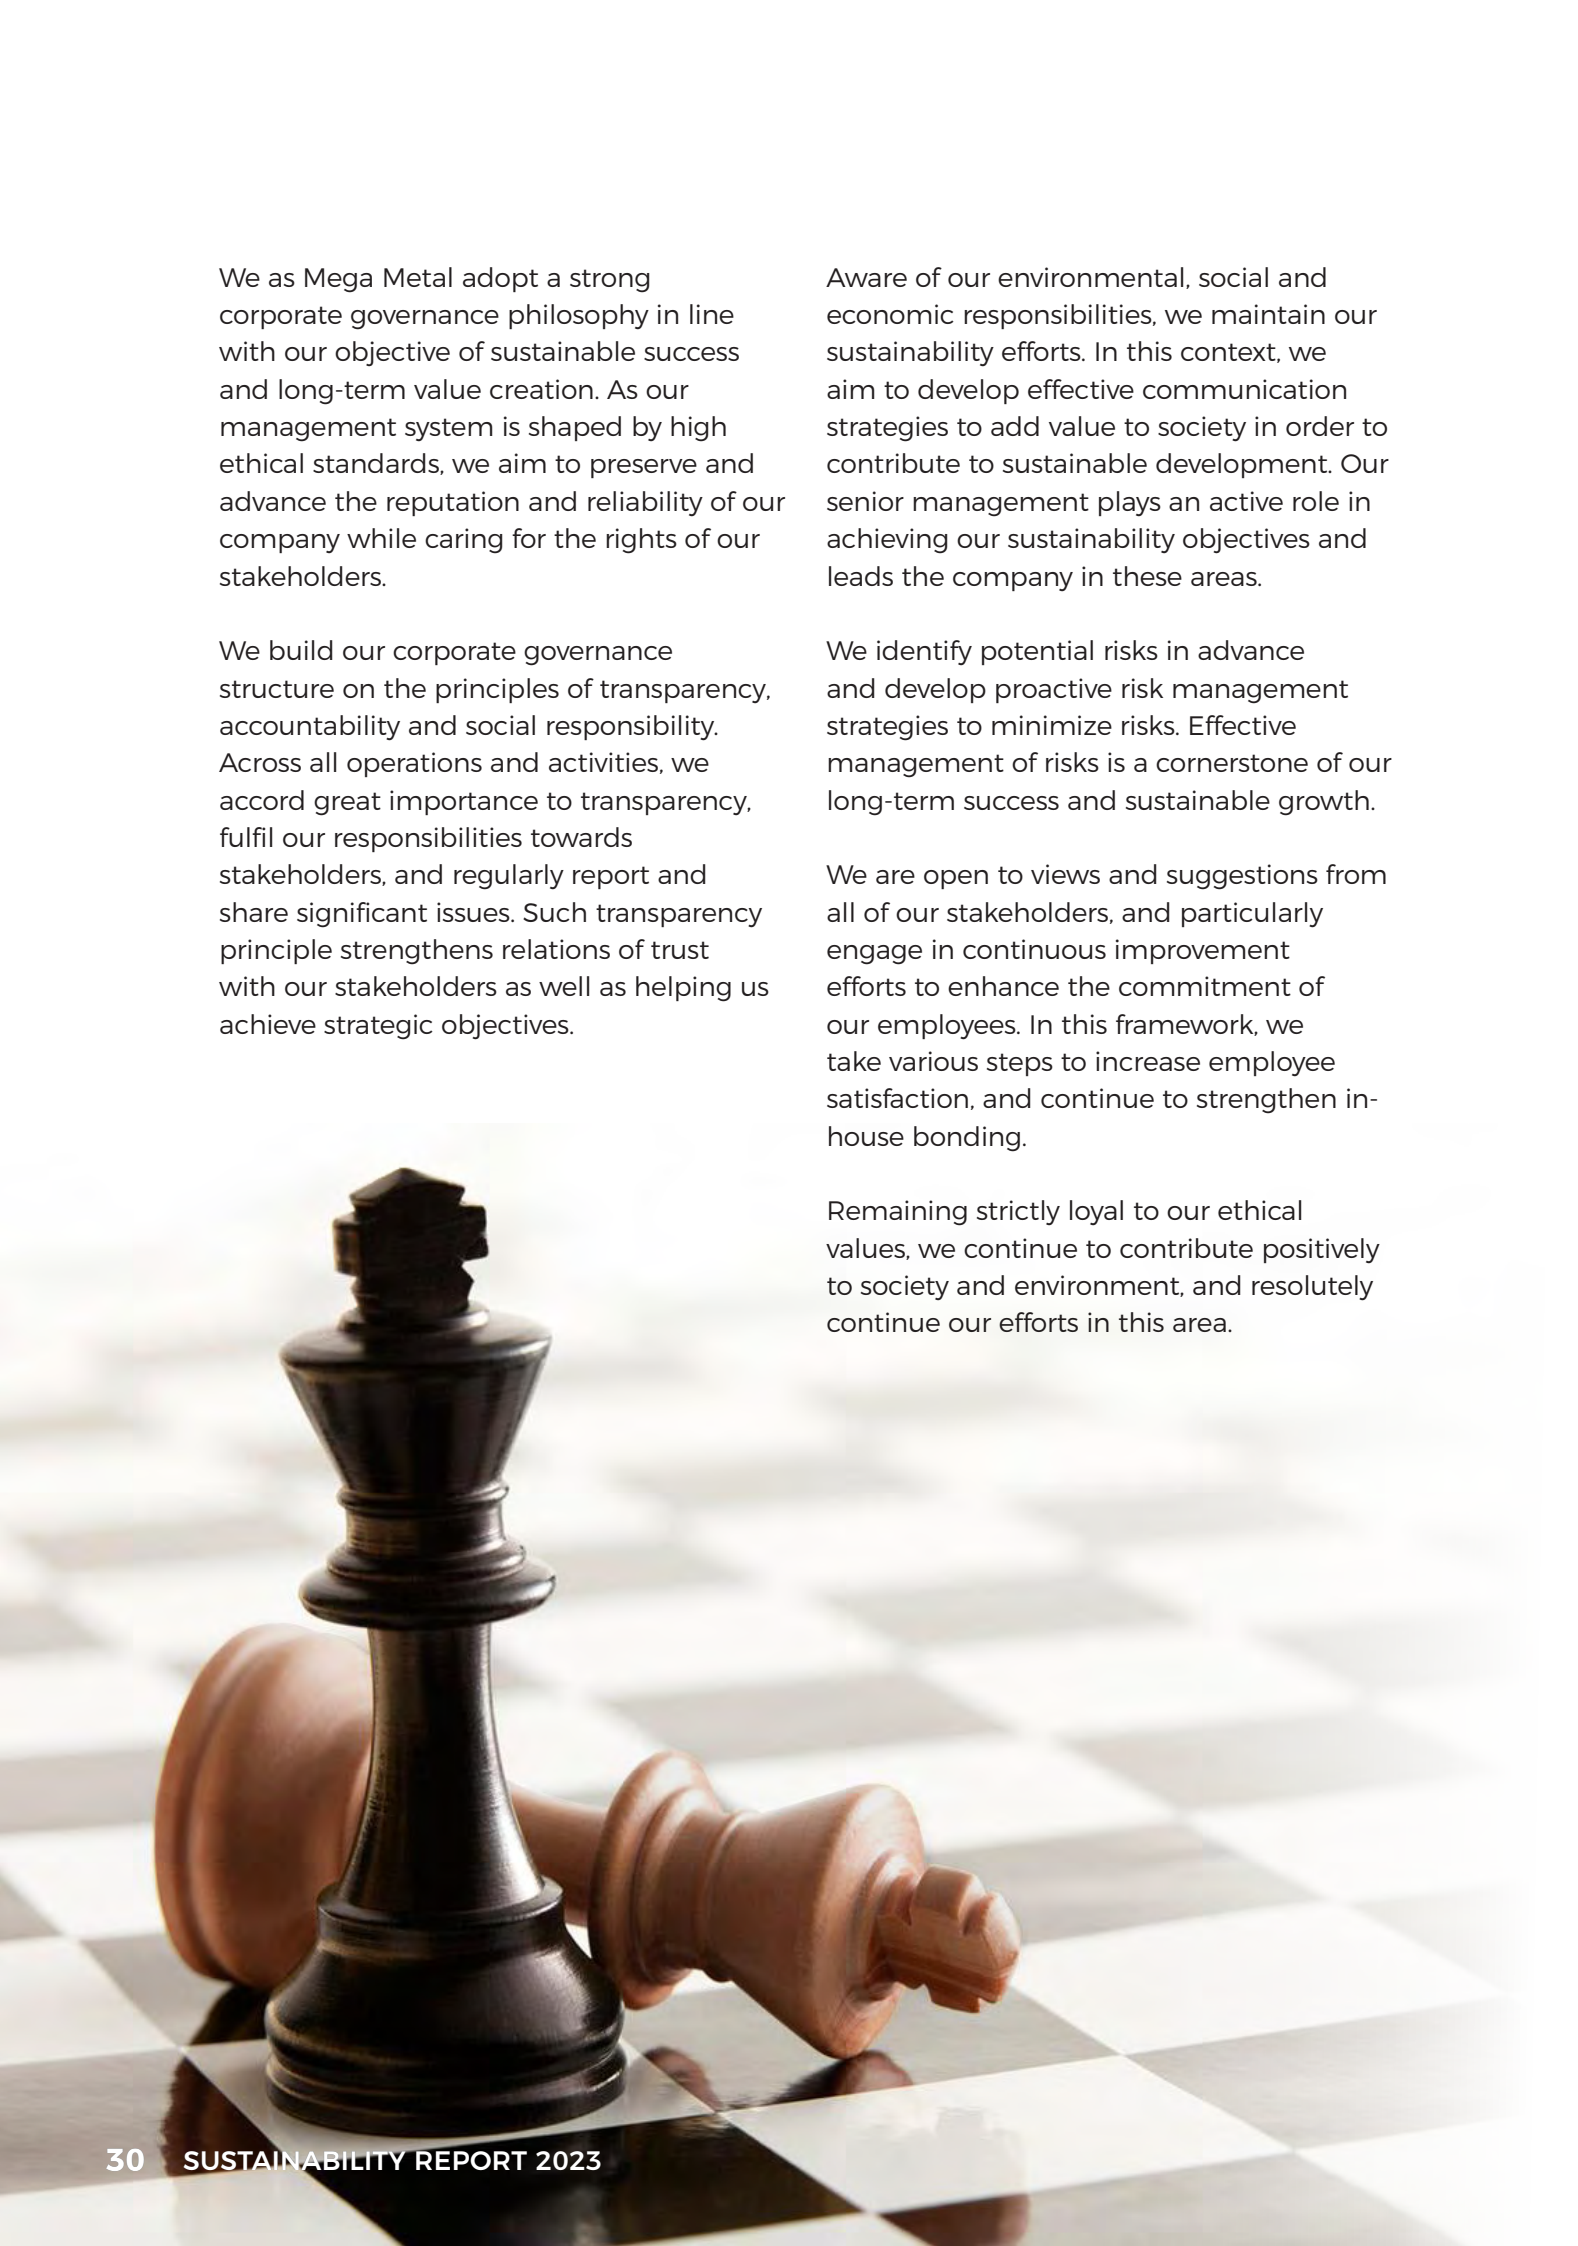 We as Mega Metal adopt a strong
corporate governance philosophy in line
with our objective of sustainable success
and long-term value creation. As our
management system is shaped by high
ethical standards, we aim to preserve and
advance the reputation and reliability of our
company while caring for the rights of our
stakeholders.
We build our corporate governance
structure on the principles of transparency,
accountability and social responsibility.
Across all operations and activities, we
accord great importance to transparency,
fulfil our responsibilities towards
stakeholders, and regularly report and
share significant issues. Such transparency
principle strengthens relations of trust
with our stakeholders as well as helping us
achieve strategic objectives.
Aware of our environmental, social and
economic responsibilities, we maintain our
sustainability efforts. In this context, we
aim to develop effective communication
strategies to add value to society in order to
contribute to sustainable development. Our
senior management plays an active role in
achieving our sustainability objectives and
leads the company in these areas.
We identify potential risks in advance
and develop proactive risk management
strategies to minimize risks. Effective
management of risks is a cornerstone of our
long-term success and sustainable growth.
We are open to views and suggestions from
all of our stakeholders, and particularly
engage in continuous improvement
efforts to enhance the commitment of
our employees. In this framework, we
take various steps to increase employee
satisfaction, and continue to strengthen in-
house bonding.
Remaining strictly loyal to our ethical
values, we continue to contribute positively
to society and environment, and resolutely
continue our efforts in this area.
30 SUSTAINABILITY REPORT 2023